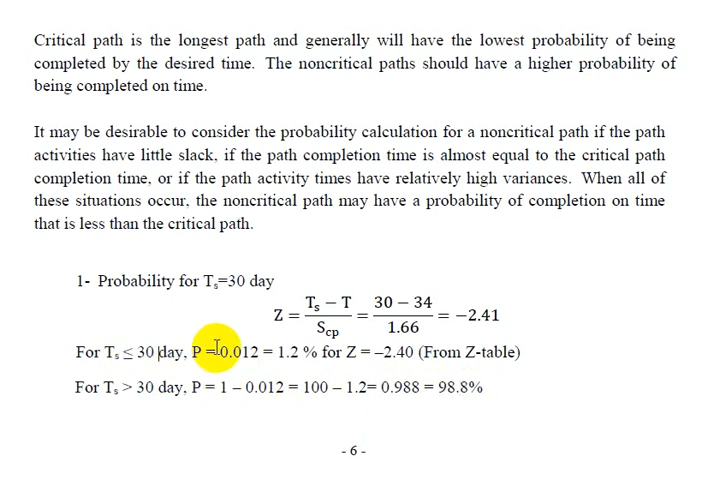 Critical path is the longest path and generally will have the lowest probability of being
completed by the desired time. The noncritical paths should have a higher probability of
being completed on time.
It may be desirable to consider the probability calculation for a noncritical path if the path
activities have little slack, if the path completion time is almost equal to the critical path
completion time, or if the path activity times have relatively high variances. When all of
these situations occur, the noncritical path may have a probability of completion on time
that is less than the critical path.
1- Probability for Tₛ=30 day
Z = (Tₛ − T) / S_cp = (30 − 34) / 1.66 = −2.41
For Tₛ ≤ 30 day, P = 0.012 = 1.2 % for Z = −2.40 (From Z-table)
For Tₛ > 30 day, P = 1 – 0.012 = 100 – 1.2= 0.988 = 98.8%
- 6 -